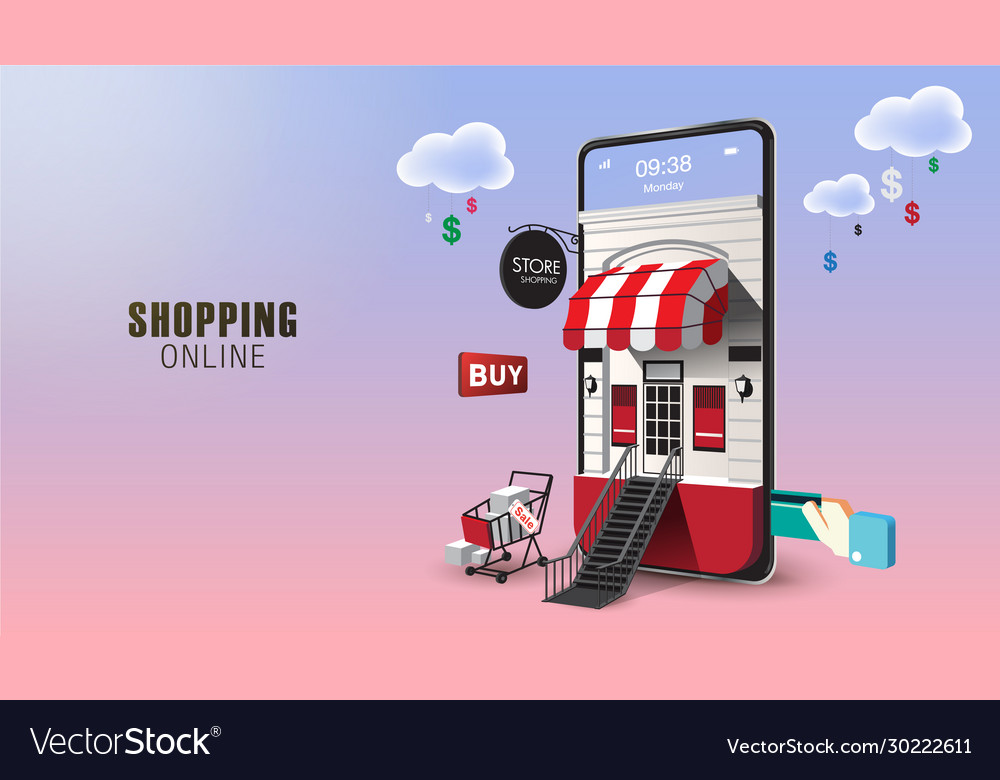 09:38
Monday
STORE
SHOPPING
SHOPPING
ONLINE
BUY
Sale
$
$
$
$
$
$
$
$
VectorStock®
VectorStock.com/30222611